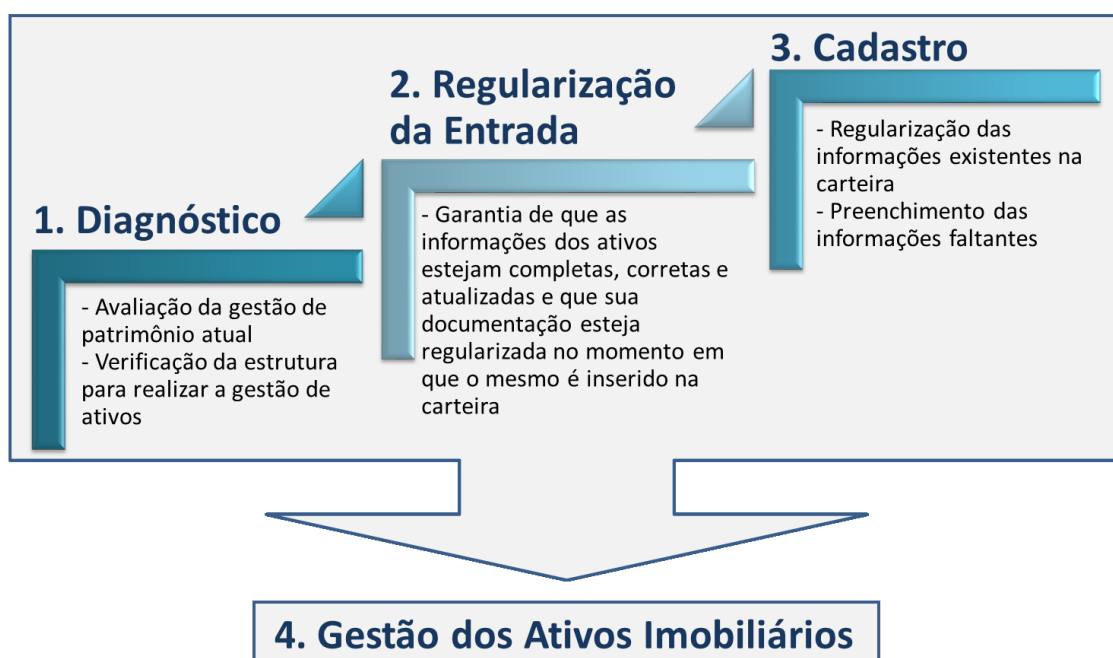 1. Diagnóstico
- Avaliação da gestão de
patrimônio atual
- Verificação da estrutura
para realizar a gestão de
ativos
2. Regularização
da Entrada
- Garantia de que as
informações dos ativos
estejam completas, corretas e
atualizadas e que sua
documentação esteja
regularizada no momento em
que o mesmo é inserido na
carteira
3. Cadastro
- Regularização das
informações existentes na
carteira
- Preenchimento das
informações faltantes
4. Gestão dos Ativos Imobiliários